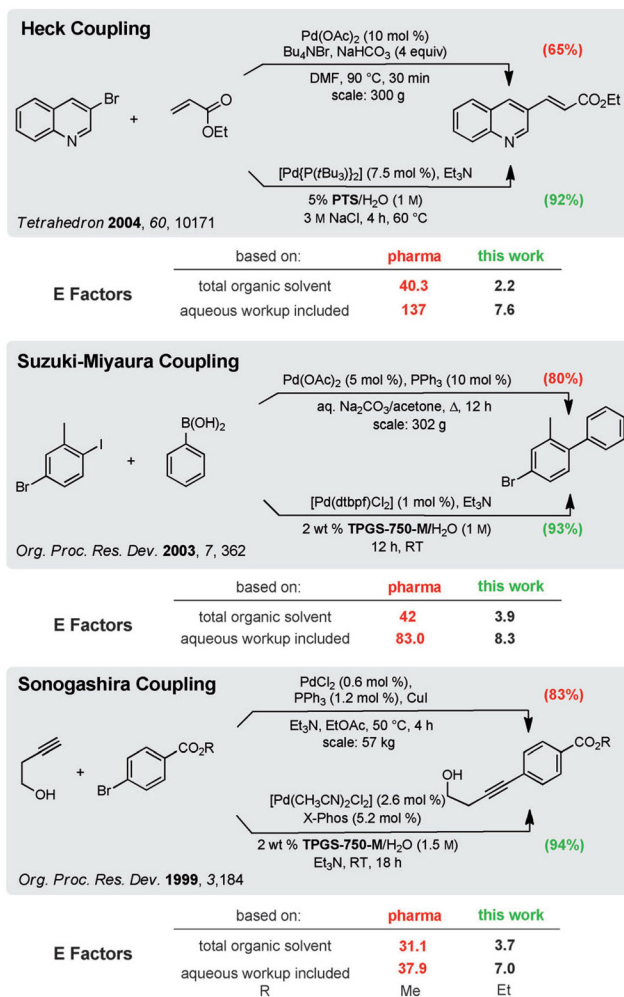 Heck Coupling
Pd(OAc)₂ (10 mol %)
Bu₄NBr, NaHCO₃ (4 equiv)
(65%)
DMF, 90 °C, 30 min
scale: 300 g
Br
N
+
O
O
Et
CO₂Et
N
[Pd{P(tBu₃)}₂] (7.5 mol %), Et₃N
5% PTS/H₂O (1 M)
(92%)
3 M NaCl, 4 h, 60 °C
Tetrahedron 2004, 60, 10171
based on: pharma this work
E Factors
total organic solvent 40.3 2.2
aqueous workup included 137 7.6
Suzuki-Miyaura Coupling
Pd(OAc)₂ (5 mol %), PPh₃ (10 mol %)
(80%)
aq. Na₂CO₃/acetone, Δ, 12 h
scale: 302 g
I
Br
+
B(OH)₂
Br
[Pd(dtbpf)Cl₂] (1 mol %), Et₃N
2 wt % TPGS-750-M/H₂O (1 M)
(93%)
12 h, RT
Org. Proc. Res. Dev. 2003, 7, 362
based on: pharma this work
E Factors
total organic solvent 42 3.9
aqueous workup included 83.0 8.3
Sonogashira Coupling
PdCl₂ (0.6 mol %),
PPh₃ (1.2 mol %), CuI
(83%)
Et₃N, EtOAc, 50 °C, 4 h
scale: 57 kg
OH
+
CO₂R
Br
CO₂R
OH
[Pd(CH₃CN)₂Cl₂] (2.6 mol %)
X-Phos (5.2 mol %)
2 wt % TPGS-750-M/H₂O (1.5 M)
(94%)
Et₃N, RT, 18 h
Org. Proc. Res. Dev. 1999, 3,184
based on: pharma this work
E Factors
total organic solvent 31.1 3.7
aqueous workup included 37.9 7.0
R Me Et